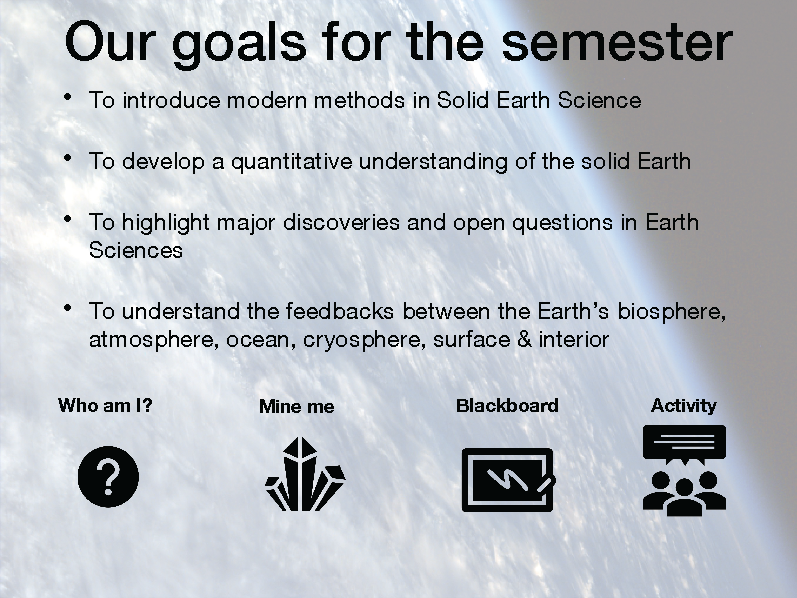 Our goals for the semester
• To introduce modern methods in Solid Earth Science
• To develop a quantitative understanding of the solid Earth
• To highlight major discoveries and open questions in Earth
Sciences
• To understand the feedbacks between the Earth’s biosphere,
atmosphere, ocean, cryosphere, surface & interior
Who am I? Mine me Blackboard Activity
?